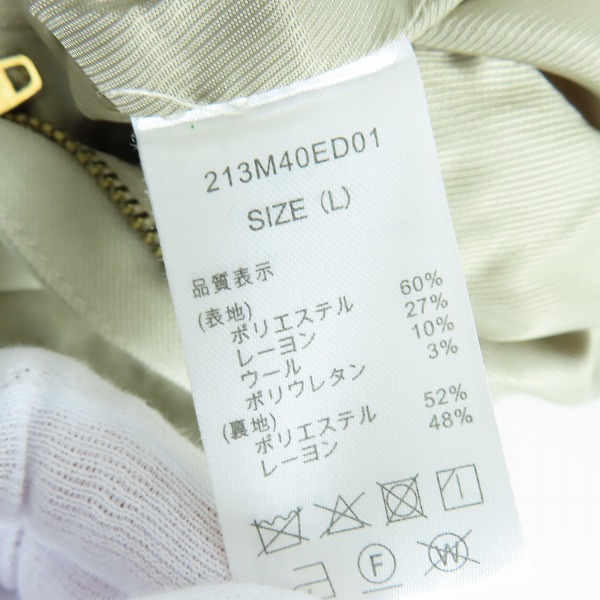 213M40ED01
SIZE (L)
品質表示
(表地)
ポリエステル 60%
レーヨン 27%
ウール 10%
ポリウレタン 3%
(裏地)
ポリエステル 52%
レーヨン 48%
F
W